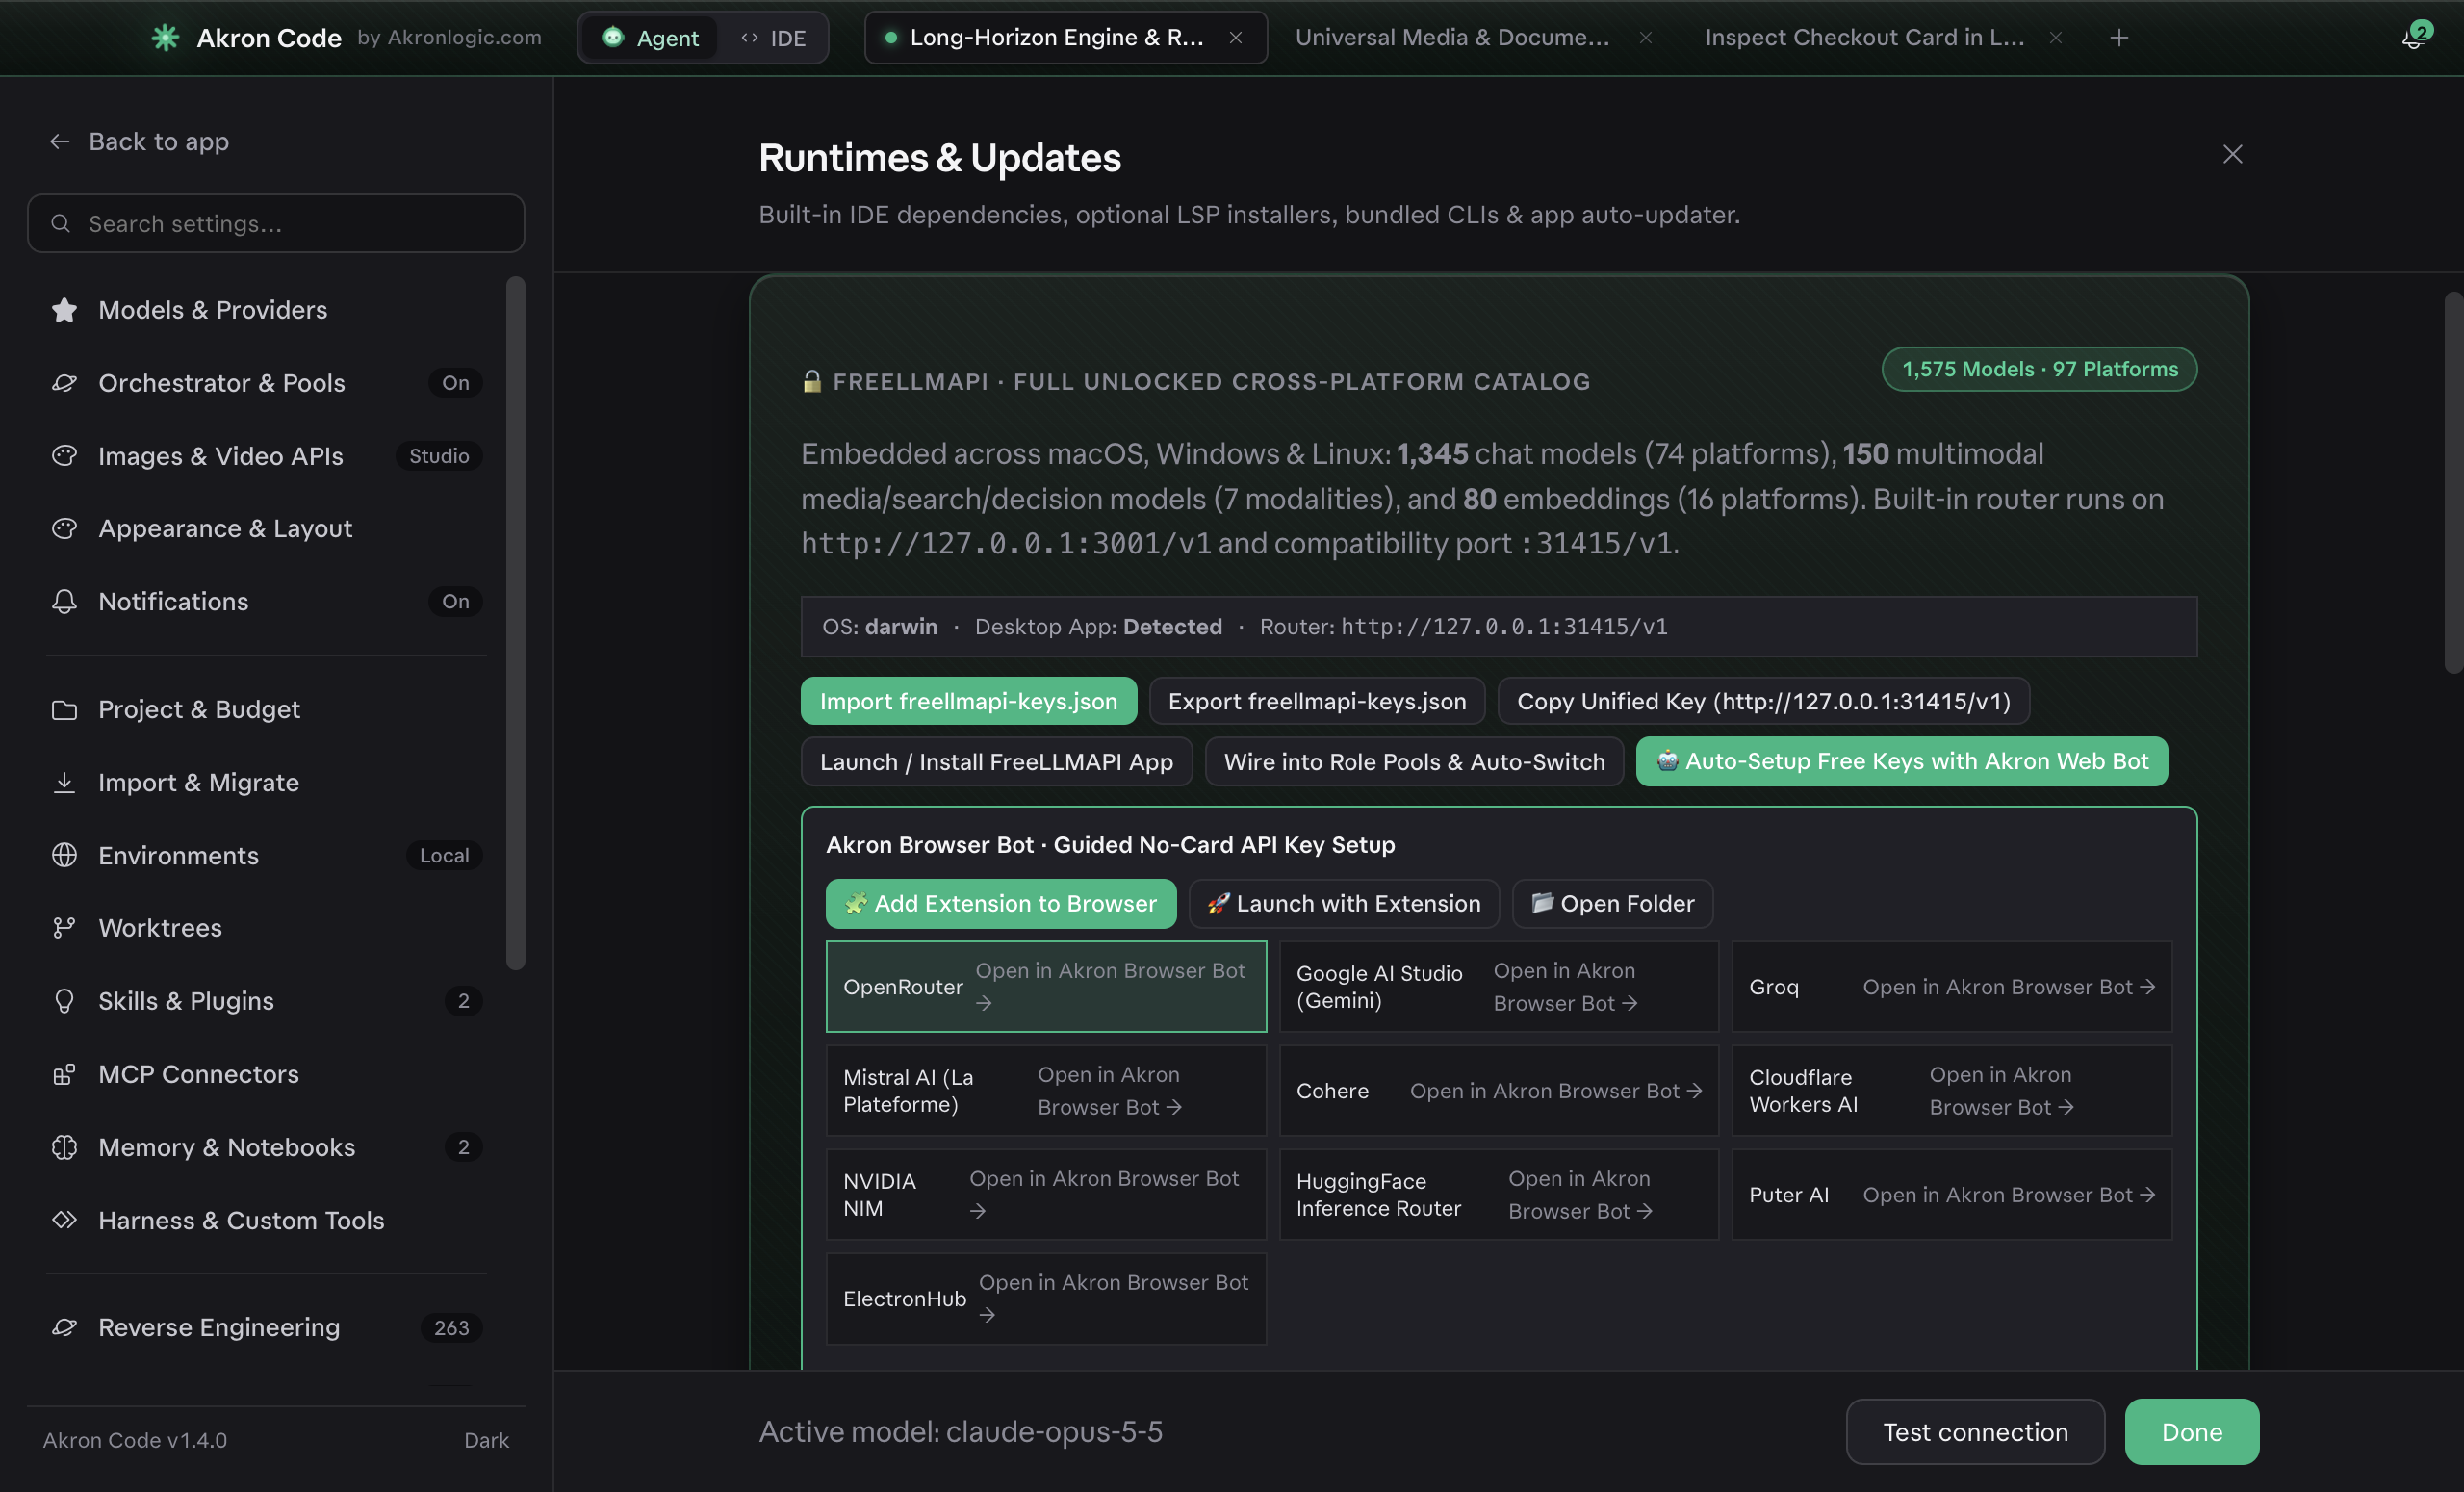 Akron Code by Akronlogic.com
Agent
IDE
Long-Horizon Engine & R...
Universal Media & Docume...
Inspect Checkout Card in L...
2
Back to app
Search settings...
Models & Providers
Orchestrator & Pools On
Images & Video APIs Studio
Appearance & Layout
Notifications On
Project & Budget
Import & Migrate
Environments Local
Worktrees
Skills & Plugins 2
MCP Connectors
Memory & Notebooks 2
Harness & Custom Tools
Reverse Engineering 263
Akron Code v1.4.0 Dark
Runtimes & Updates
Built-in IDE dependencies, optional LSP installers, bundled CLIs & app auto-updater.
FREELLMAPI · FULL UNLOCKED CROSS-PLATFORM CATALOG
1,575 Models · 97 Platforms
Embedded across macOS, Windows & Linux: 1,345 chat models (74 platforms), 150 multimodal
media/search/decision models (7 modalities), and 80 embeddings (16 platforms). Built-in router runs on
http://127.0.0.1:3001/v1 and compatibility port :31415/v1.
OS: darwin · Desktop App: Detected · Router: http://127.0.0.1:31415/v1
Import freellmapi-keys.json
Export freellmapi-keys.json
Copy Unified Key (http://127.0.0.1:31415/v1)
Launch / Install FreeLLMAPI App
Wire into Role Pools & Auto-Switch
Auto-Setup Free Keys with Akron Web Bot
Akron Browser Bot · Guided No-Card API Key Setup
Add Extension to Browser
Launch with Extension
Open Folder
OpenRouter
Open in Akron Browser Bot
→
Google AI Studio
(Gemini)
Open in Akron
Browser Bot →
Groq
Open in Akron Browser Bot →
Mistral AI (La
Plateforme)
Open in Akron
Browser Bot →
Cohere
Open in Akron Browser Bot →
Cloudflare
Workers AI
Open in Akron
Browser Bot →
NVIDIA
NIM
Open in Akron Browser Bot
→
HuggingFace
Inference Router
Open in Akron
Browser Bot →
Puter AI
Open in Akron Browser Bot →
ElectronHub
Open in Akron Browser Bot
→
Active model: claude-opus-5-5
Test connection
Done